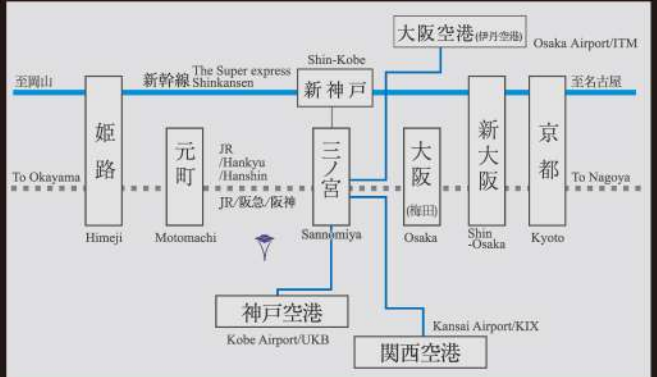 大阪空港(伊丹空港)
Osaka Airport/ITM
Shin-Kobe
至岡山
新幹線
The Super express
Shinkansen
新神戸
至名古屋
姫路
元町
JR
/Hankyu
/Hanshin
三ノ宮
大阪
(梅田)
新大阪
京都
To Okayama
To Nagoya
JR/阪急/阪神
Himeji
Motomachi
Sannomiya
Osaka
Shin
-Osaka
Kyoto
神戸空港
Kobe Airport/UKB
Kansai Airport/KIX
関西空港